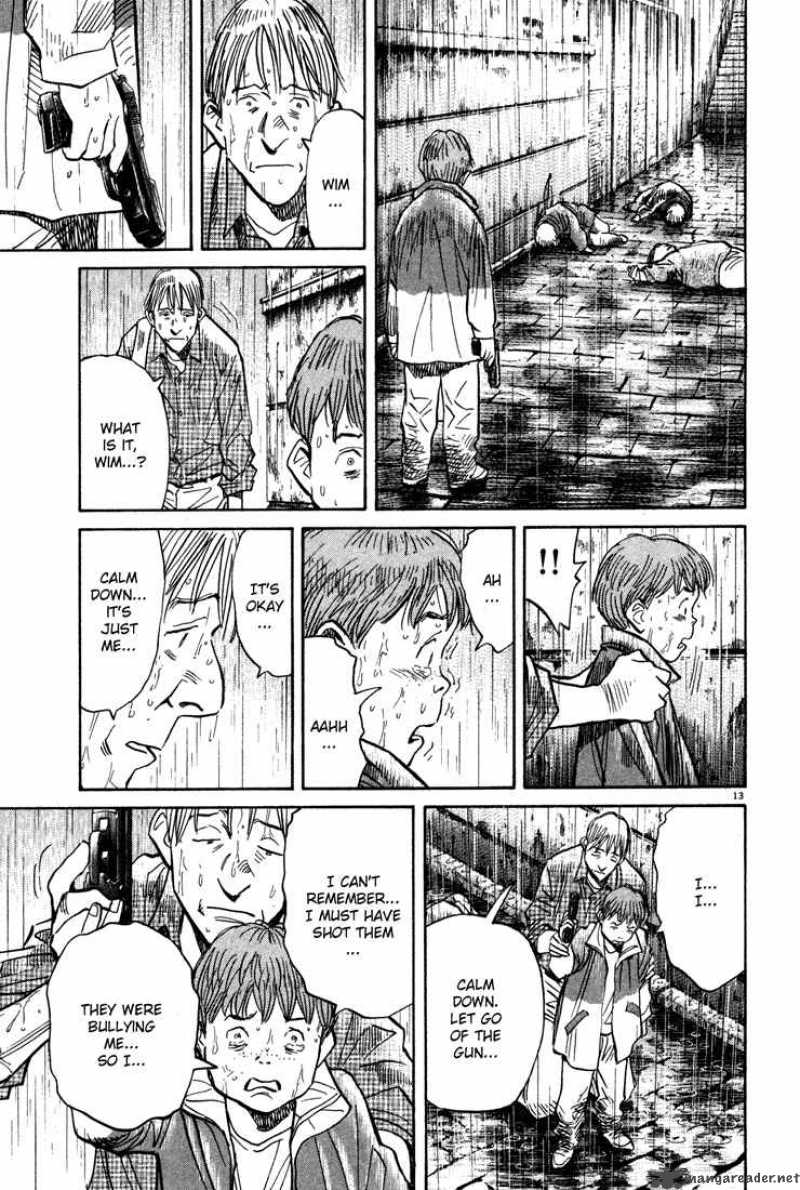 WIM
...
WHAT
IS IT,
WIM...?
!!
AH
...
AAHH
...
IT'S
OKAY
...
CALM
DOWN...
IT'S
JUST
ME...
13
I...
I...
CALM
DOWN.
LET GO
OF THE
GUN...
I CAN'T
REMEMBER...
I MUST HAVE
SHOT THEM
...
THEY WERE
BULLYING
ME...
SO I...
mangareader.net